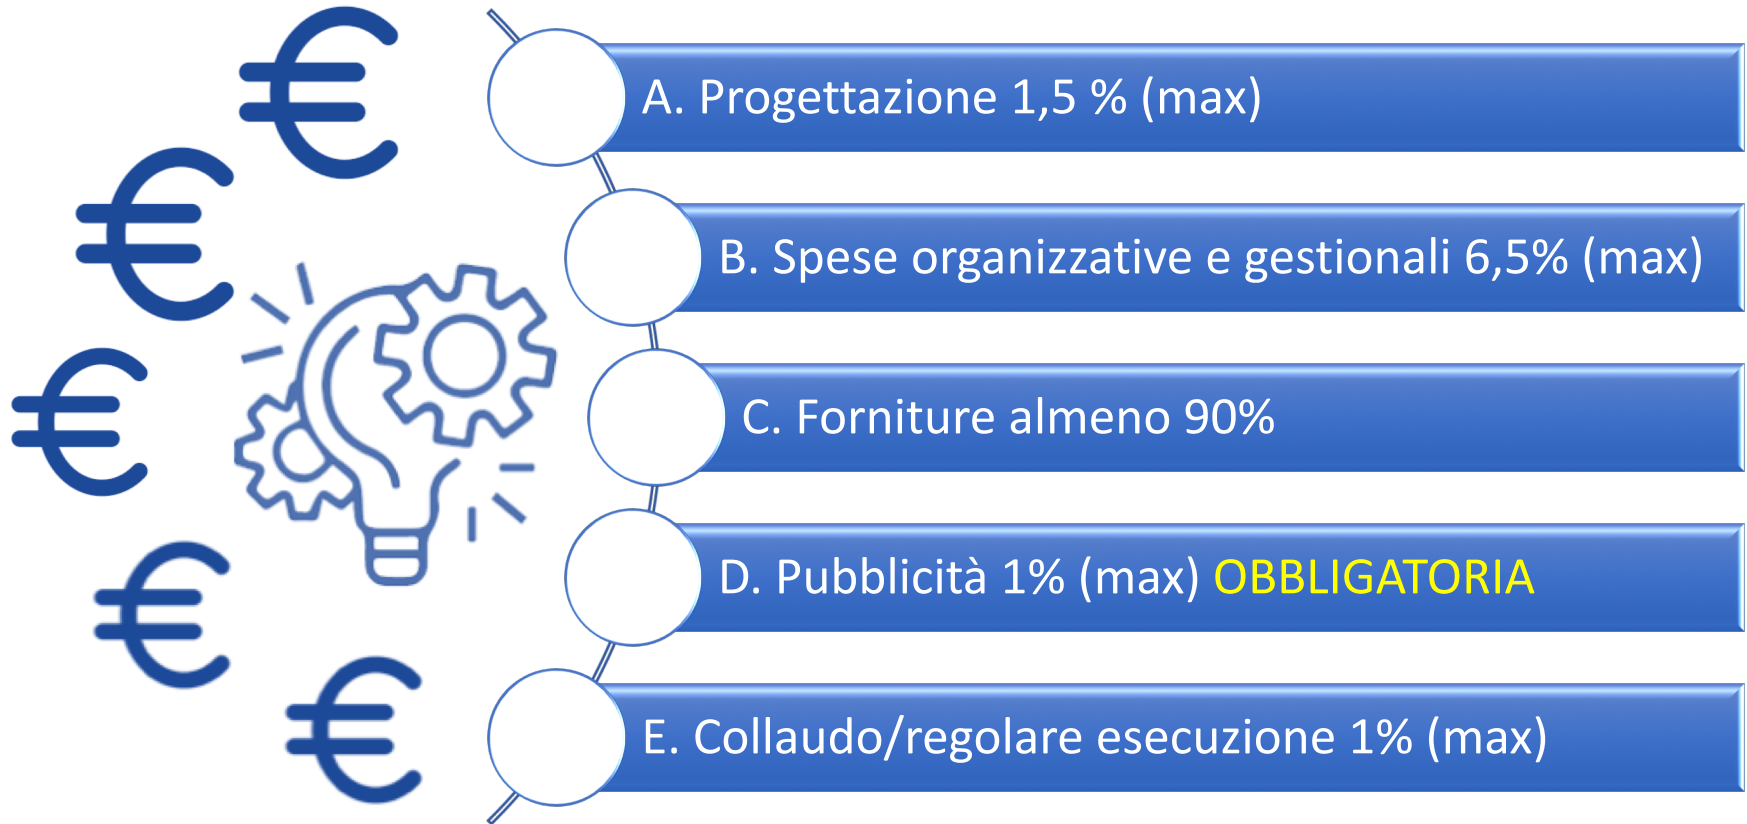 A. Progettazione 1,5 % (max)
B. Spese organizzative e gestionali 6,5% (max)
C. Forniture almeno 90%
D. Pubblicità 1% (max) OBBLIGATORIA
E. Collaudo/regolare esecuzione 1% (max)